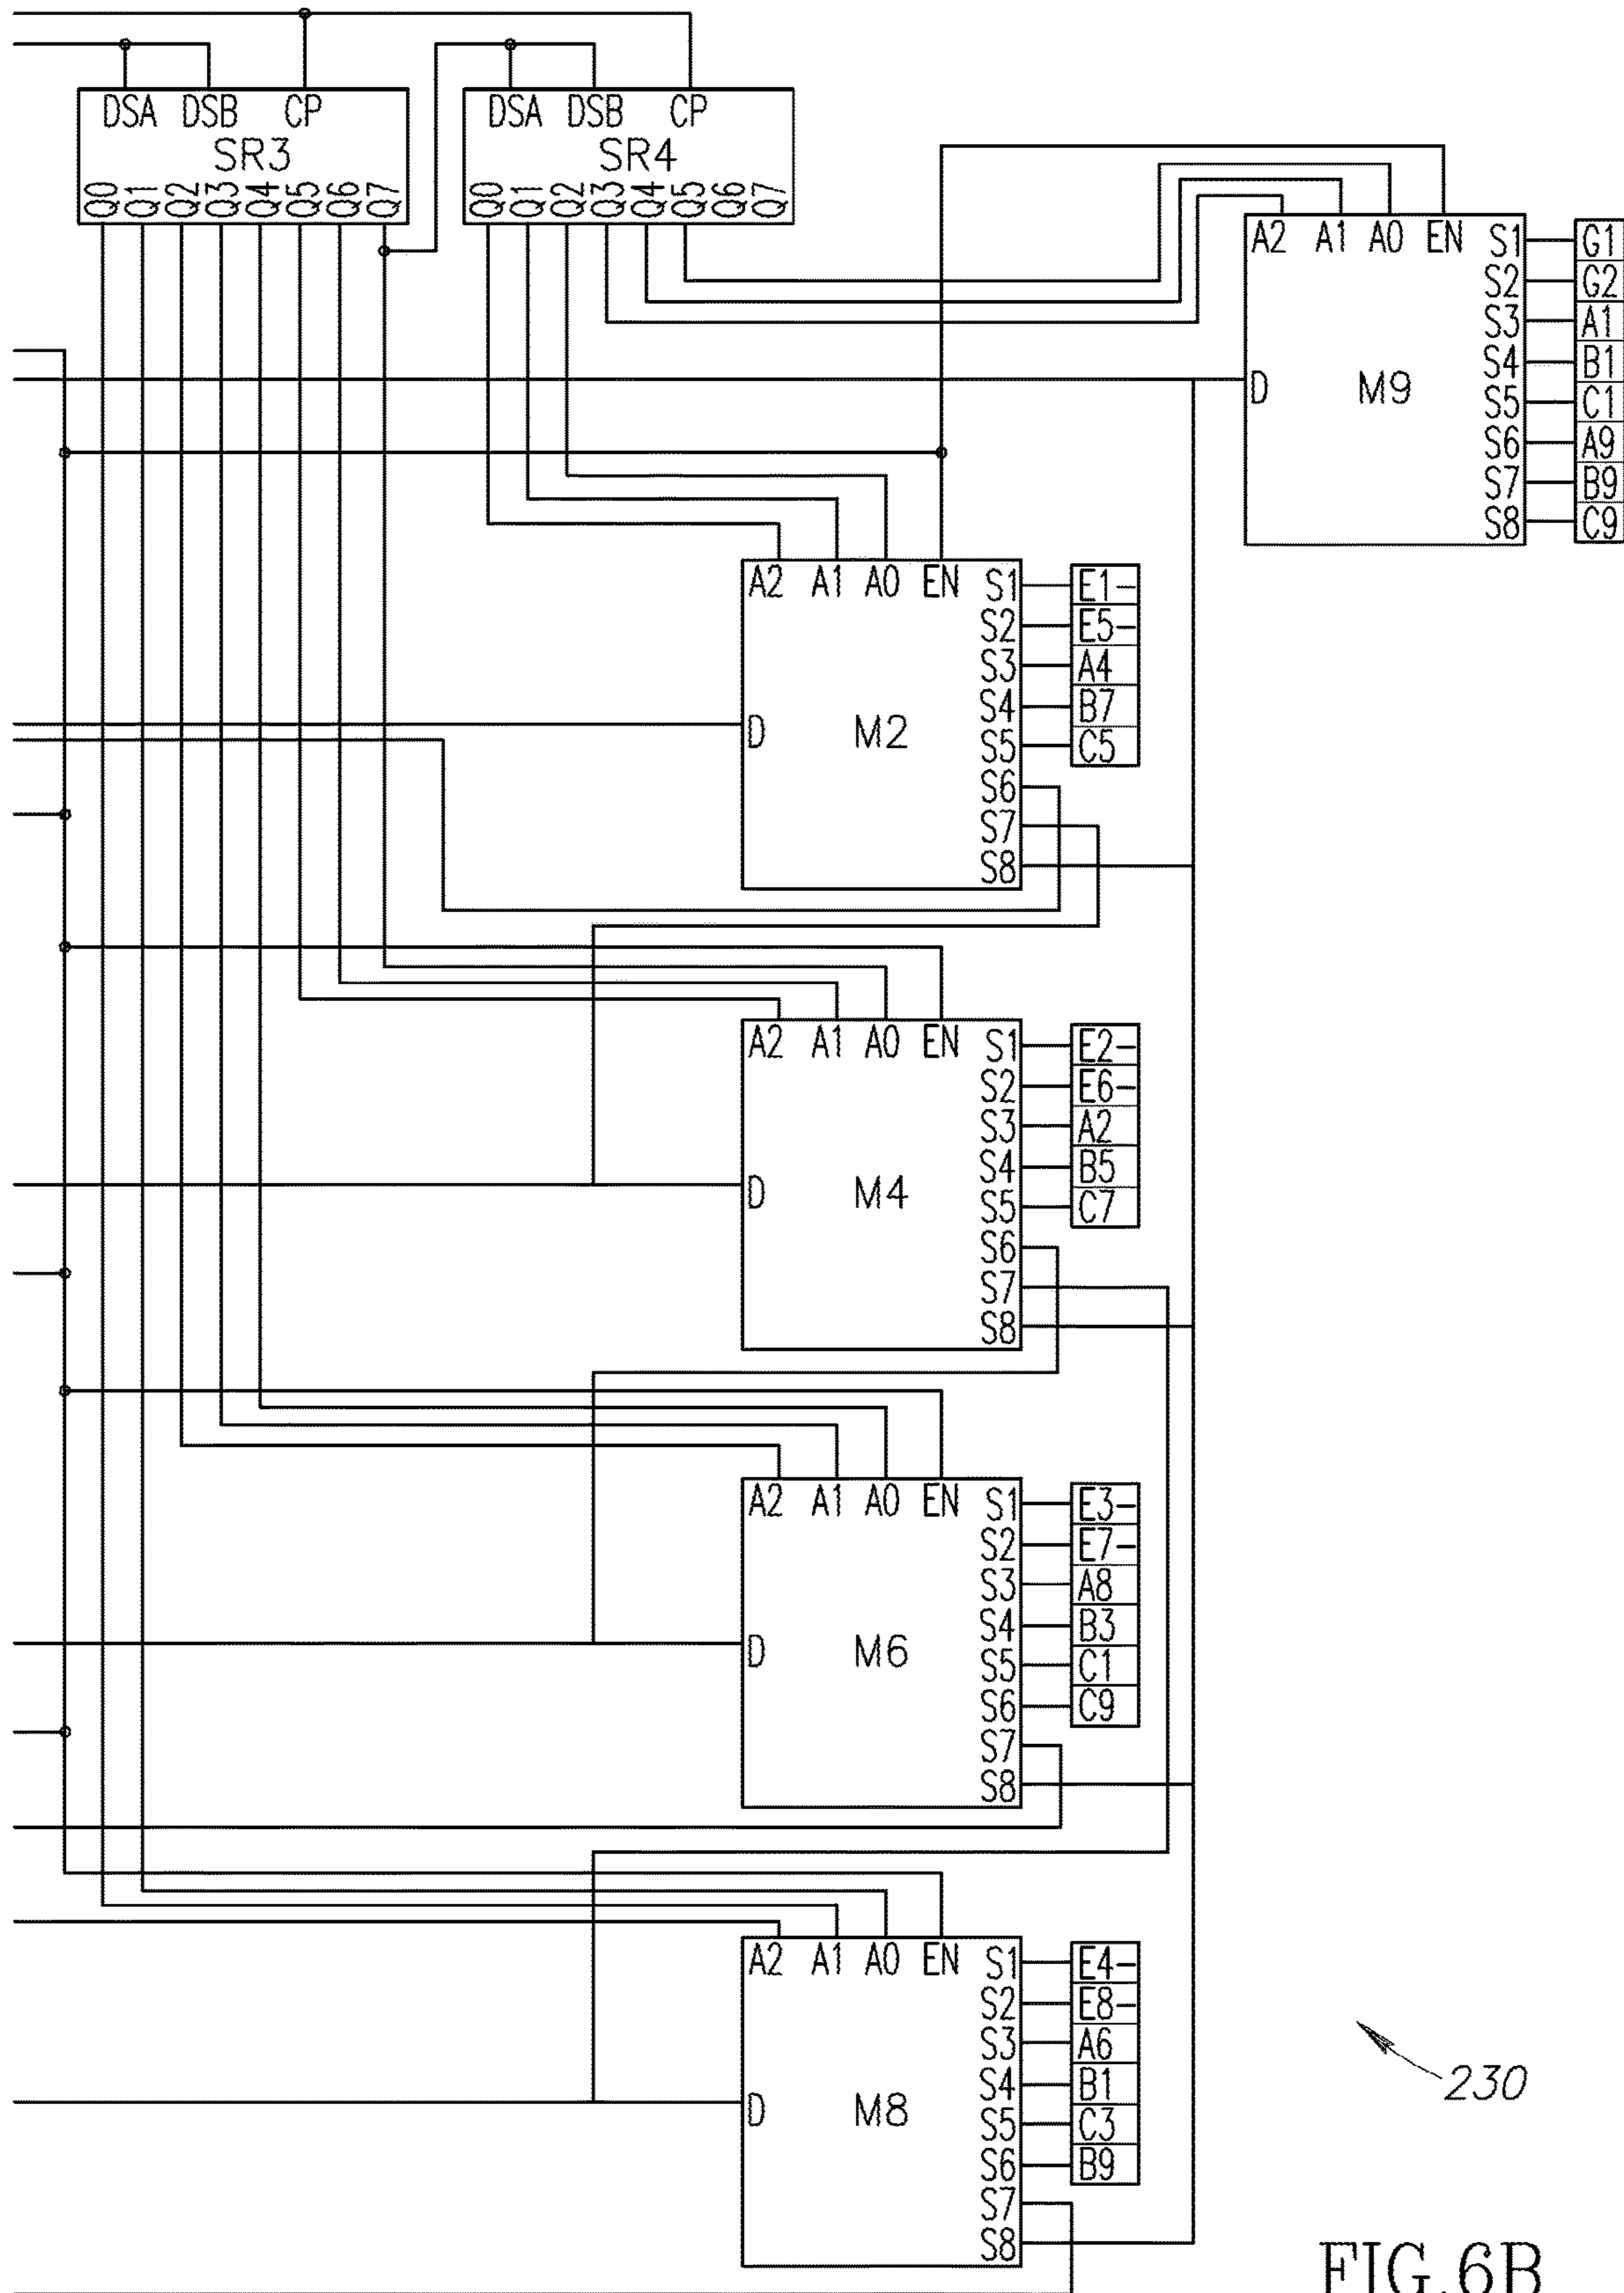 DSA DSB CP
SR3
Q0 Q1 Q2 Q3 Q4 Q5 Q6 Q7
DSA DSB CP
SR4
Q0 Q1 Q2 Q3 Q4 Q5 Q6 Q7
A2 A1 A0 EN
D M9
S1 G1
S2 G2
S3 A1
S4 B1
S5 C1
S6 A9
S7 B9
S8 C9
A2 A1 A0 EN
D M2
S1 E1-
S2 E5-
S3 A4
S4 B7
S5 C5
S6
S7
S8
A2 A1 A0 EN
D M4
S1 E2-
S2 E6-
S3 A2
S4 B5
S5 C7
S6
S7
S8
A2 A1 A0 EN
D M6
S1 E3-
S2 E7-
S3 A8
S4 B3
S5 C1
S6 C9
S7
S8
A2 A1 A0 EN
D M8
S1 E4-
S2 E8-
S3 A6
S4 B1
S5 C3
S6 B9
S7
S8
230
FIG.6B